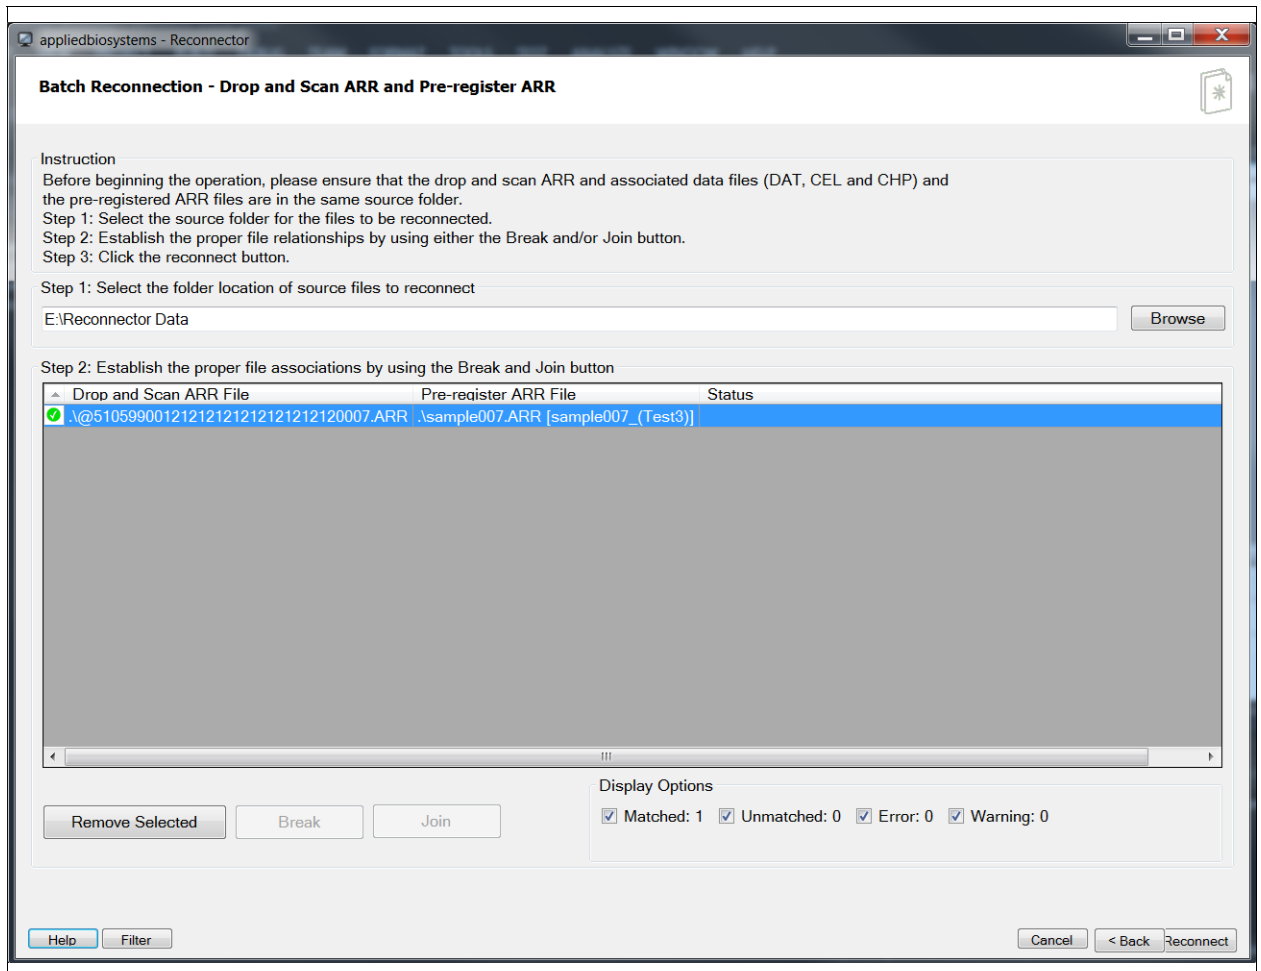 appliedbiosystems - Reconnector
Batch Reconnection - Drop and Scan ARR and Pre-register ARR
Instruction
Before beginning the operation, please ensure that the drop and scan ARR and associated data files (DAT, CEL and CHP) and
the pre-registered ARR files are in the same source folder.
Step 1: Select the source folder for the files to be reconnected.
Step 2: Establish the proper file relationships by using either the Break and/or Join button.
Step 3: Click the reconnect button.
Step 1: Select the folder location of source files to reconnect
E:\Reconnector Data
Browse
Step 2: Establish the proper file associations by using the Break and Join button
Drop and Scan ARR File Pre-register ARR File Status
.\@51059900121212121212121212120007.ARR .\sample007.ARR [sample007_(Test3)]
Display Options
Remove Selected Break Join
Matched: 1 Unmatched: 0 Error: 0 Warning: 0
Help Filter Cancel < Back Reconnect